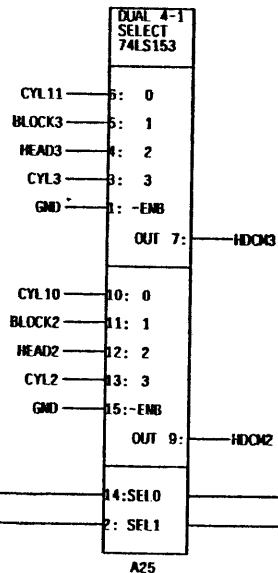 DUAL 4-1
SELECT
74LS153
CYL11 6: 0
BLOCK3 5: 1
HEAD3 4: 2
CYL3 3: 3
GND 1: -ENB
OUT 7: HDCM3
CYL10 10: 0
BLOCK2 11: 1
HEAD2 12: 2
CYL2 13: 3
GND 15:-ENB
OUT 9: HDCM2
14:SEL0
2: SEL1
A25